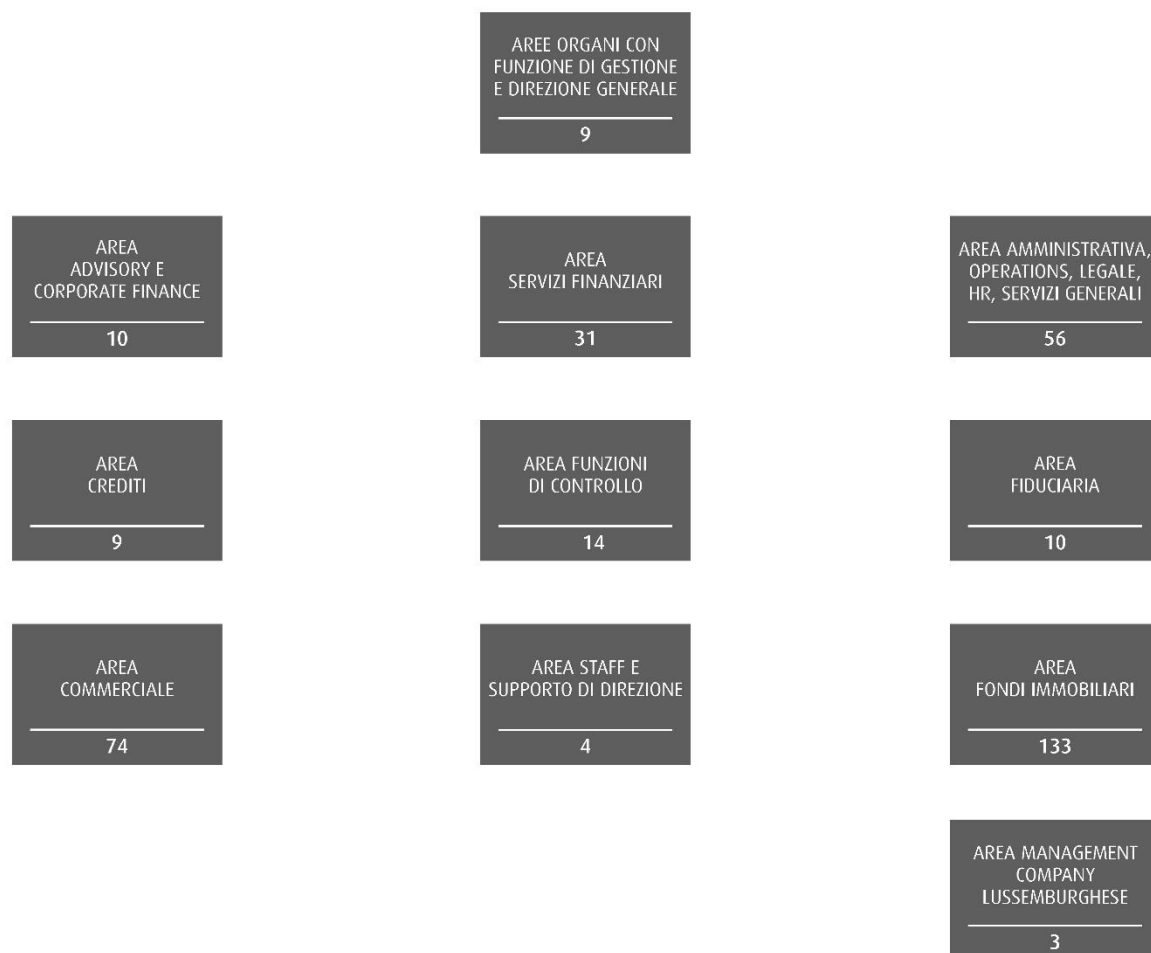 AREE ORGANI CON
FUNZIONE DI GESTIONE
E DIREZIONE GENERALE
9
AREA
ADVISORY E
CORPORATE FINANCE
10
AREA
SERVIZI FINANZIARI
31
AREA AMMINISTRATIVA,
OPERATIONS, LEGALE,
HR, SERVIZI GENERALI
56
AREA
CREDITI
9
AREA FUNZIONI
DI CONTROLLO
14
AREA
FIDUCIARIA
10
AREA
COMMERCIALE
74
AREA STAFF E
SUPPORTO DI DIREZIONE
4
AREA
FONDI IMMOBILIARI
133
AREA MANAGEMENT
COMPANY
LUSSEMBURGHESE
3